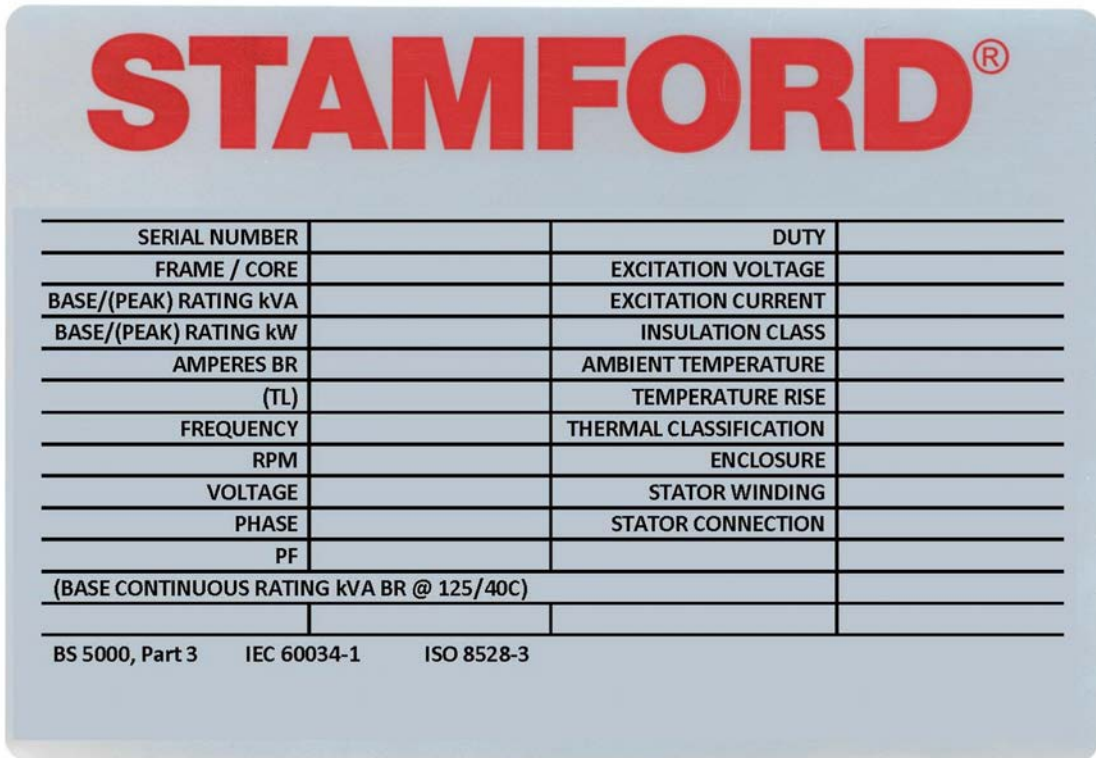 STAMFORD®
SERIAL NUMBER DUTY
FRAME / CORE EXCITATION VOLTAGE
BASE/(PEAK) RATING kVA EXCITATION CURRENT
BASE/(PEAK) RATING kW INSULATION CLASS
AMPERES BR AMBIENT TEMPERATURE
(TL) TEMPERATURE RISE
FREQUENCY THERMAL CLASSIFICATION
RPM ENCLOSURE
VOLTAGE STATOR WINDING
PHASE STATOR CONNECTION
PF
(BASE CONTINUOUS RATING kVA BR @ 125/40C)
BS 5000, Part 3 IEC 60034-1 ISO 8528-3